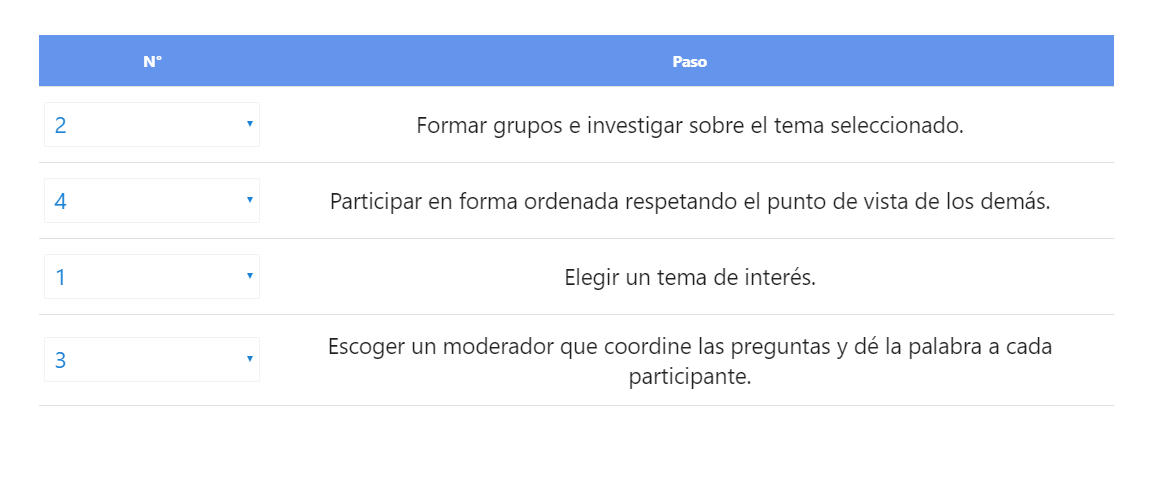 N° Paso
2 Formar grupos e investigar sobre el tema seleccionado.
4 Participar en forma ordenada respetando el punto de vista de los demás.
1 Elegir un tema de interés.
3 Escoger un moderador que coordine las preguntas y dé la palabra a cada
participante.